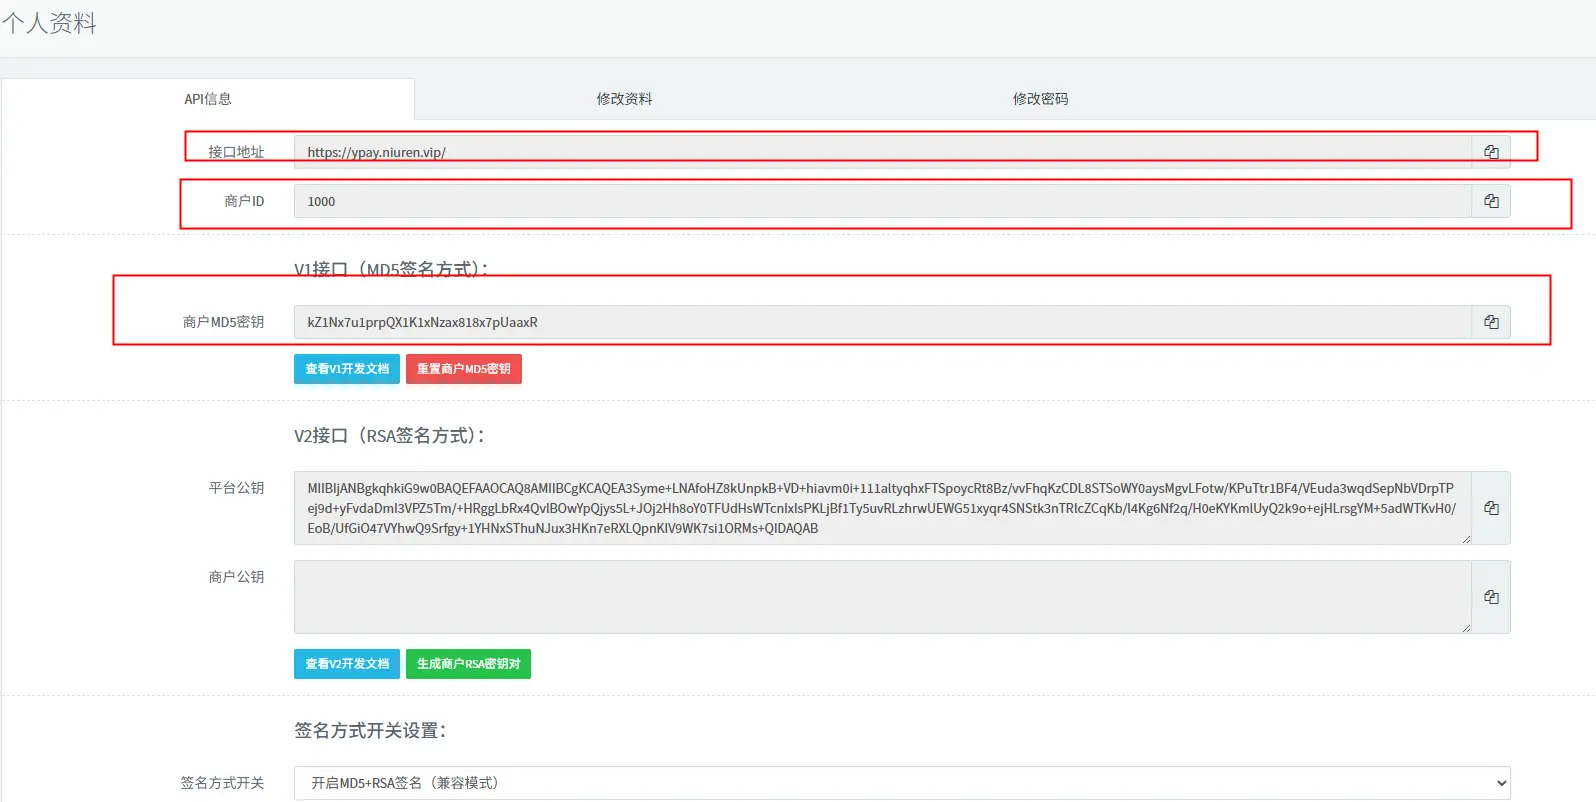 个人资料
API信息
修改资料
修改密码
接口地址
https://ypay.niuren.vip/
商户ID
1000
V1接口（MD5签名方式）：
商户MD5密钥
kZ1Nx7u1prpQX1K1xNzax818x7pUaaxR
查看V1开发文档
重置商户MD5密钥
V2接口（RSA签名方式）：
平台公钥
MIIBIjANBgkqhkiG9w0BAQEFAAOCAQ8AMIIBCgKCAQEA3Syme+LNAfoHZ8kUnpkB+VD+hiavm0i+111altyqhxFTSpoycRt8Bz/vvFhqKzCDL8STSoWY0aysMgvLFotw/KPuTtr1BF4/VEuda3wqdSepNbVDrpTP
ej9d+yFvdaDmI3VPZ5Tm/+HRggLbRx4QvlBOwYpQjys5L+JOj2Hh8oY0TFUdHsWTcnIxlsPKLjBf1Ty5uvRLzhrwUEWG51xyqr4SNStk3nTRlcZCqKb/l4Kg6Nf2q/H0eKYKmlUyQ2k9o+ejHLrsgYM+5adWTKvH0/
EoB/UfGiO47VYhwQ9Srfgy+1YHNxSThuNJux3HKn7eRXLQpnKIV9WK7si1ORMs+QIDAQAB
商户公钥
查看V2开发文档
生成商户RSA密钥对
签名方式开关设置：
签名方式开关
开启MD5+RSA签名（兼容模式）